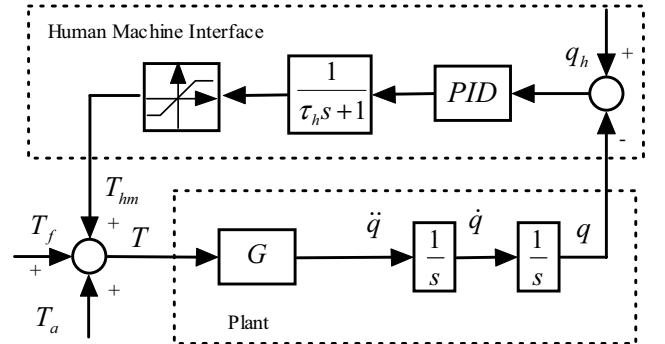 Human Machine Interface
q_h +
1 / (τ_h s+1)
PID
-
T_hm
T_f + + T G q̈ 1/s q̇ 1/s q
+
T_a
Plant